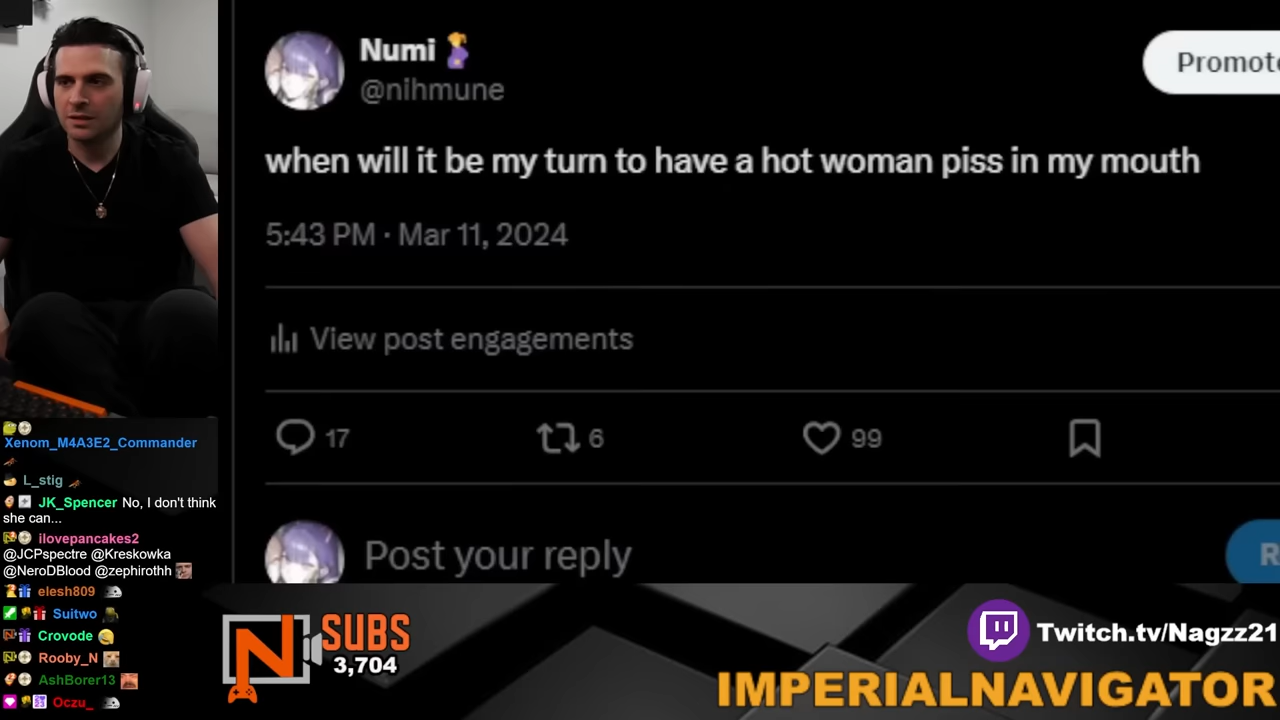 Numi
@nihmune
Promote
when will it be my turn to have a hot woman piss in my mouth
5:43 PM · Mar 11, 2024
View post engagements
17
6
99
Post your reply
R
Xenom_M4A3E2_Commander
L_stig
JK_Spencer No, I don't think
she can...
ilovepancakes2
@JCPspectre @Kreskowka
@NeroDBlood @zephirothh
elesh809
Suitwo
Crovode
Rooby_N
AshBorer13
Oczu_
N SUBS
3,704
Twitch.tv/Nagzz21
IMPERIALNAVIGATOR